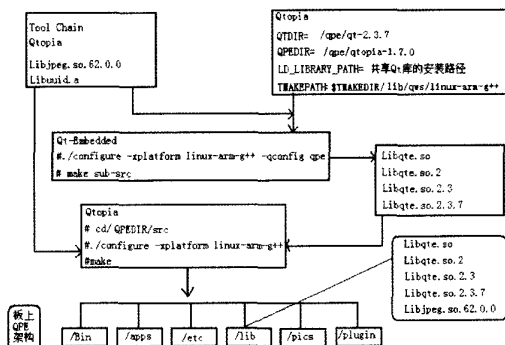 Tool Chain
Qtopia
Libjpeg.so.62.0.0
Libuuid.a
Qtopia
QTDIR= /qpe/qt-2.3.7
QPEDIR= /pe/qtopia-1.7.0
LD_LIBRARY_PATH= 共享Qt库的安装路径
TMAKEPATH=$TMAKEDIR/lib/qws/linux-arm-g++
Qt-Embedded
#./configure -xplatform linux-arm-g++ -qconfig qpe
# make sub-src
Libqte.so
Libqte.so.2
Libqte.so.2.3
Libqte.so.2.3.7
Qtopia
# cd/QPEDIR/src
#./configure -xplatform linux-arm-g++
#make
Libqte.so
Libqte.so.2
Libqte.so.2.3
Libqte.so.2.3.7
Libjpeg.so.62.0.0
板上
QPE
架构
/Bin
/apps
/etc
/lib
/pics
/plugin